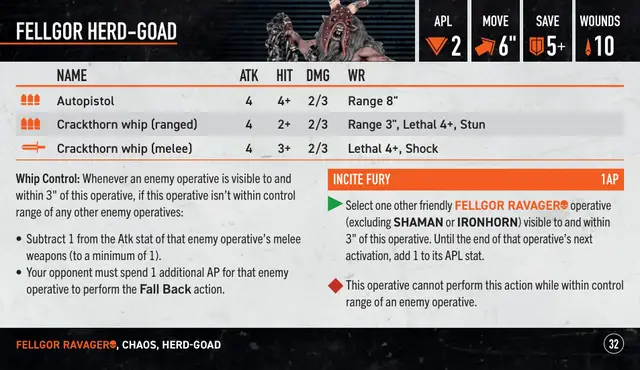 FELLGOR HERD-GOAD
APL
2
MOVE
6"
SAVE
5+
WOUNDS
10
NAME ATK HIT DMG WR
Autopistol 4 4+ 2/3 Range 8"
Crackthorn whip (ranged) 4 2+ 2/3 Range 3", Lethal 4+, Stun
Crackthorn whip (melee) 4 3+ 2/3 Lethal 4+, Shock
Whip Control: Whenever an enemy operative is visible to and
within 3" of this operative, if this operative isn't within control
range of any other enemy operatives:
• Subtract 1 from the Atk stat of that enemy operative's melee
weapons (to a minimum of 1).
• Your opponent must spend 1 additional AP for that enemy
operative to perform the Fall Back action.
INCITE FURY 1AP
Select one other friendly FELLGOR RAVAGER operative
(excluding SHAMAN or IRONHORN) visible to and within
3" of this operative. Until the end of that operative's next
activation, add 1 to its APL stat.
This operative cannot perform this action while within control
range of an enemy operative.
FELLGOR RAVAGER, CHAOS, HERD-GOAD
32